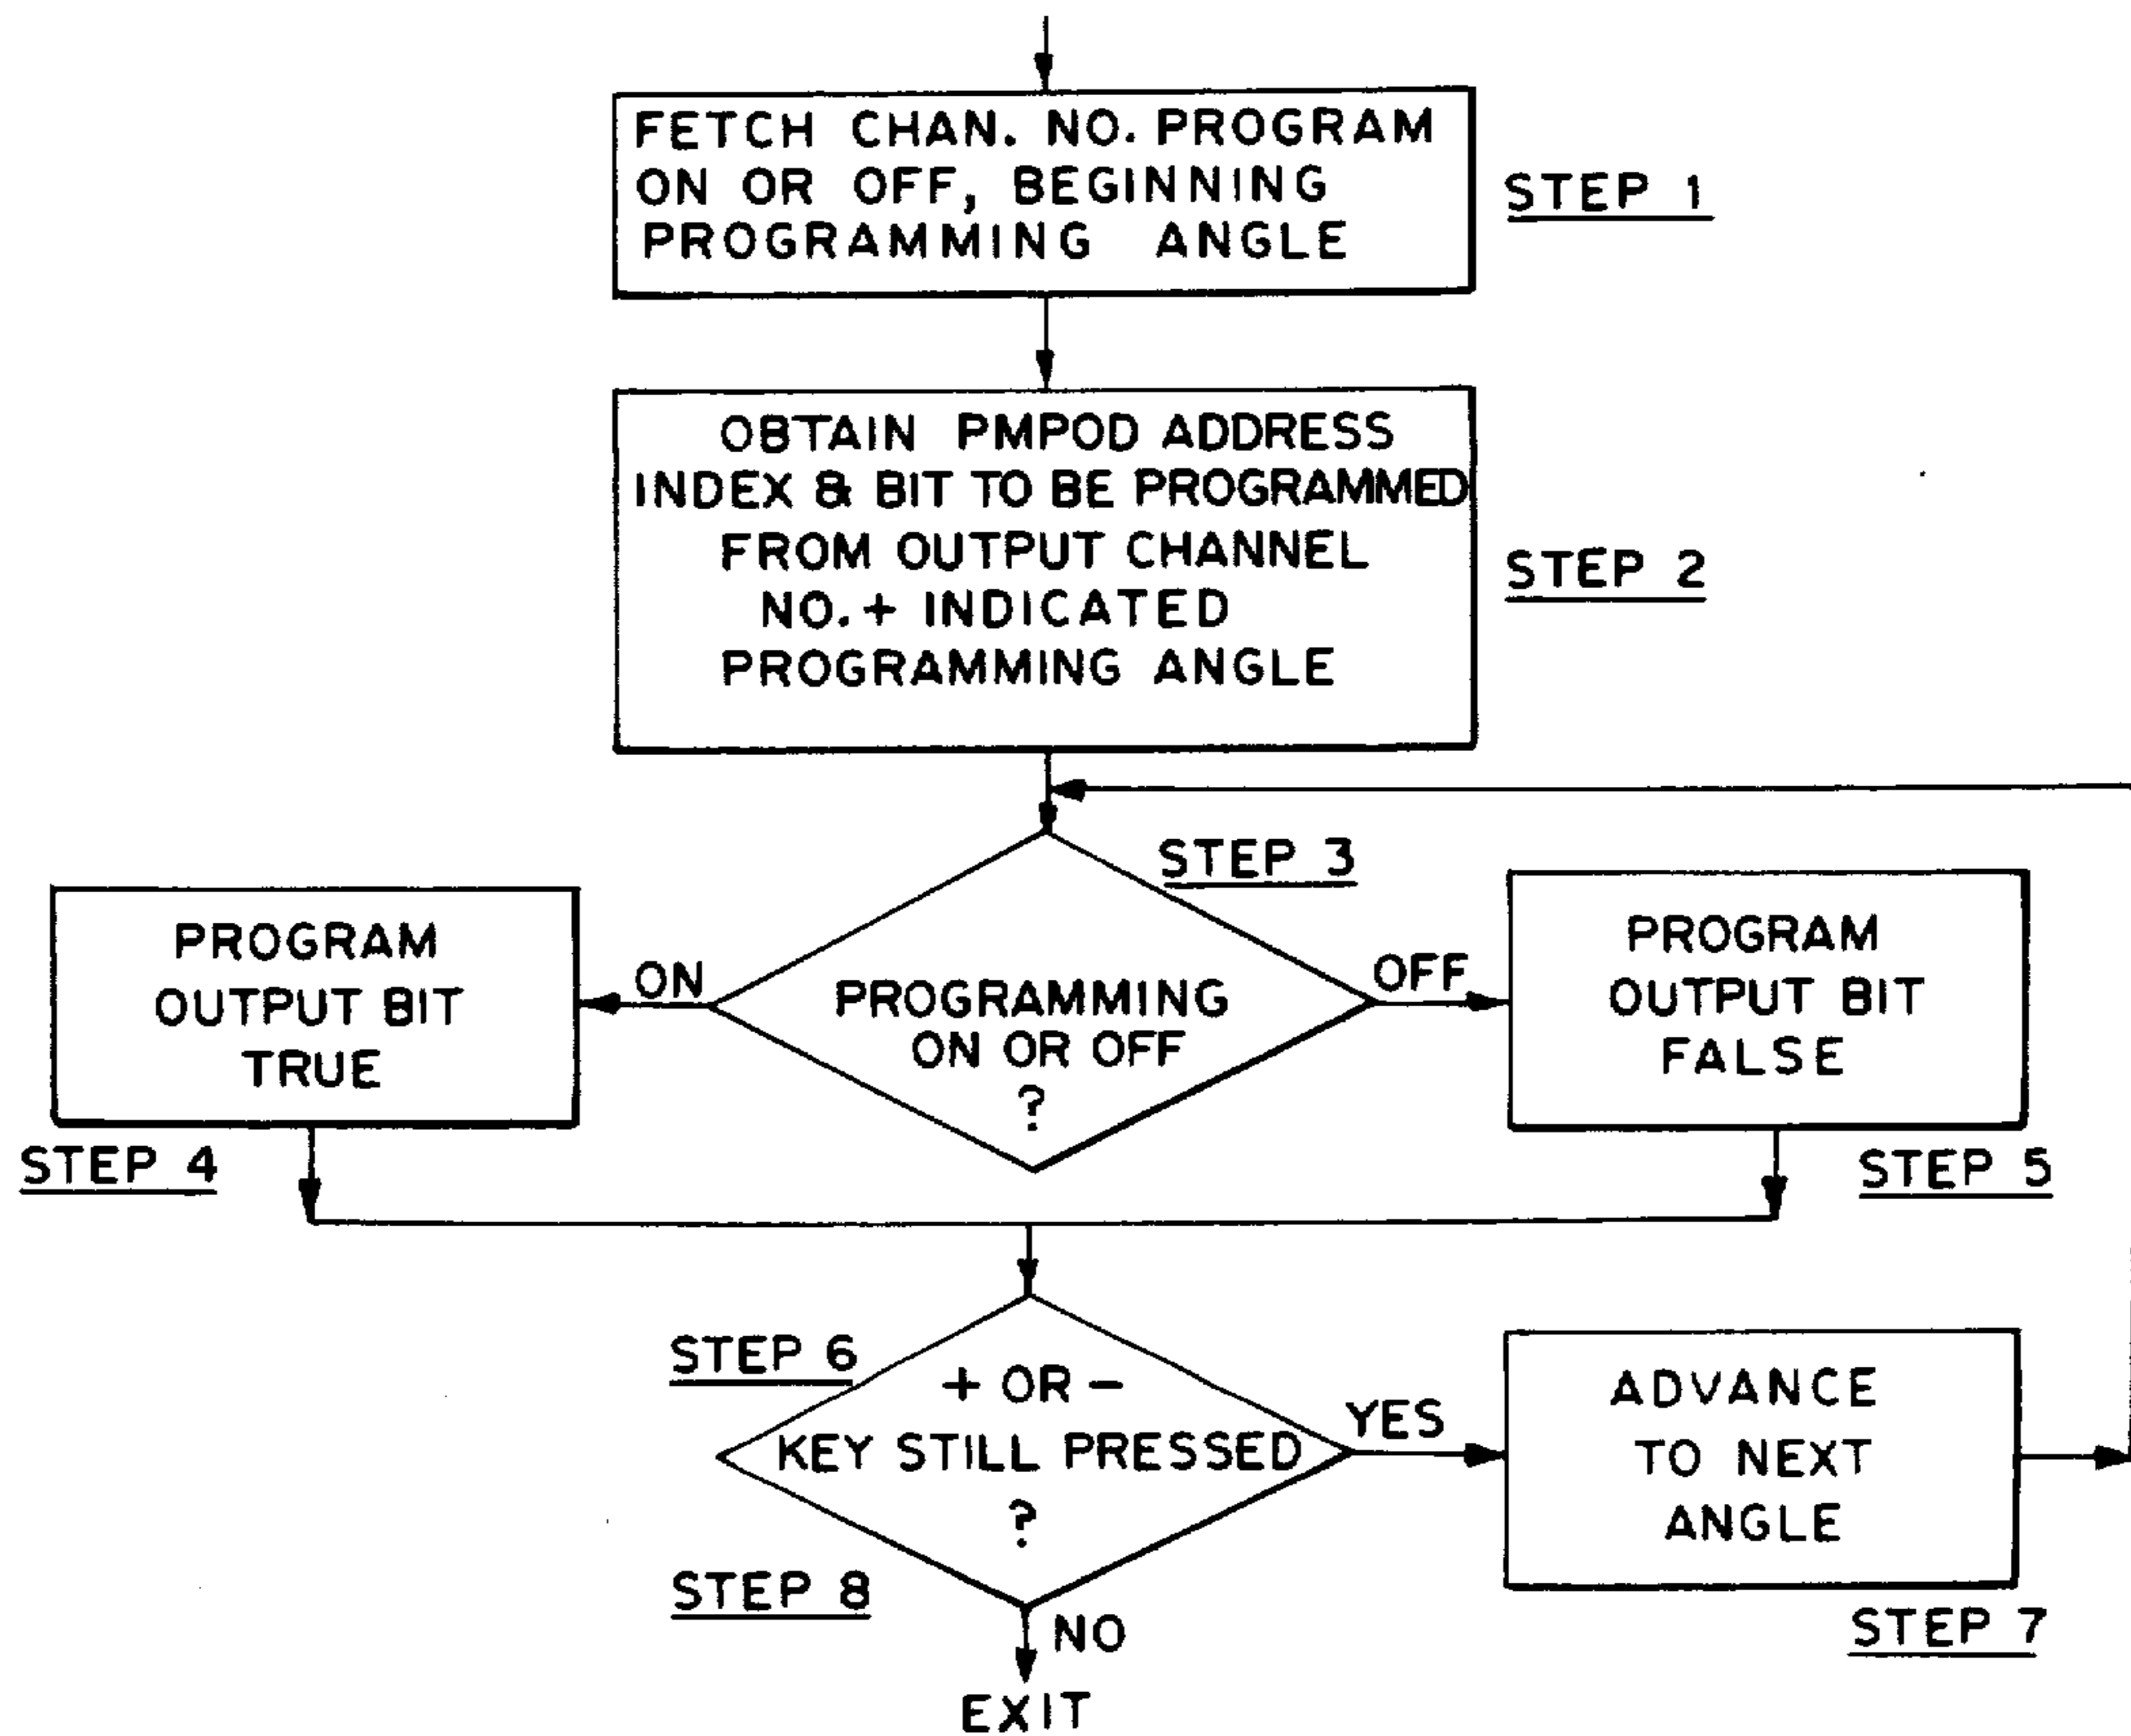 FETCH CHAN. NO. PROGRAM
ON OR OFF, BEGINNING
PROGRAMMING ANGLE
STEP 1
OBTAIN PMPOD ADDRESS
INDEX & BIT TO BE PROGRAMMED
FROM OUTPUT CHANNEL
NO. + INDICATED
PROGRAMMING ANGLE
STEP 2
STEP 3
PROGRAMMING
ON OR OFF
?
ON
OFF
PROGRAM
OUTPUT BIT
TRUE
STEP 4
PROGRAM
OUTPUT BIT
FALSE
STEP 5
STEP 6
+ OR -
KEY STILL PRESSED
?
YES
ADVANCE
TO NEXT
ANGLE
STEP 7
STEP 8
NO
EXIT